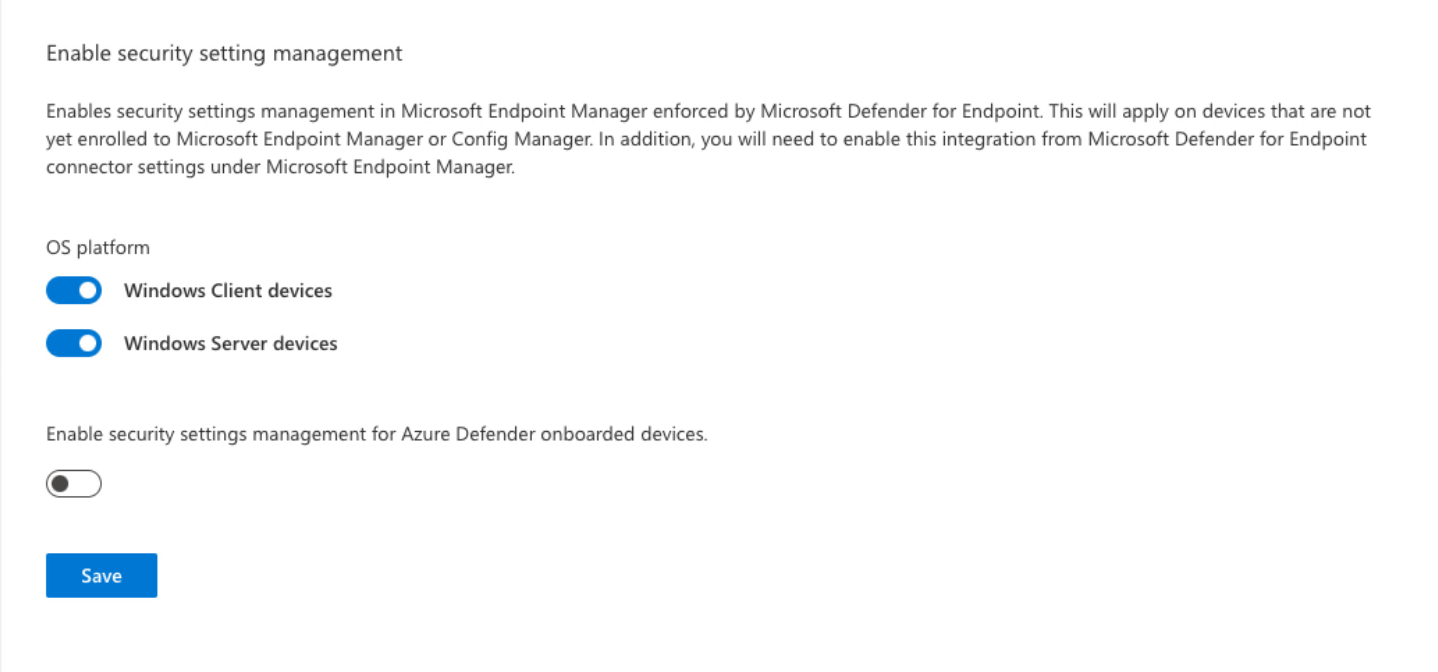 Enable security setting management
Enables security settings management in Microsoft Endpoint Manager enforced by Microsoft Defender for Endpoint. This will apply on devices that are not
yet enrolled to Microsoft Endpoint Manager or Config Manager. In addition, you will need to enable this integration from Microsoft Defender for Endpoint
connector settings under Microsoft Endpoint Manager.
OS platform
Windows Client devices
Windows Server devices
Enable security settings management for Azure Defender onboarded devices.
Save